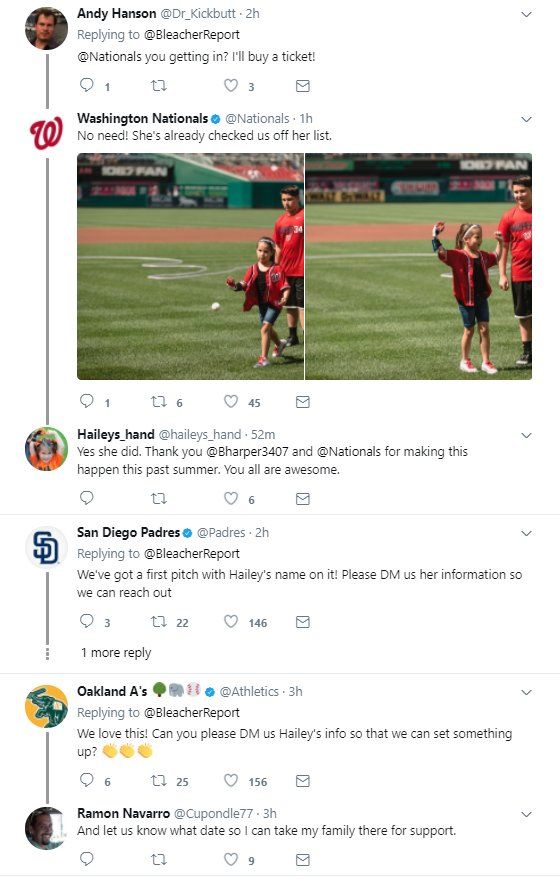 Andy Hanson @Dr_Kickbutt · 2h
Replying to @BleacherReport
@Nationals you getting in? I'll buy a ticket!
1 3
Washington Nationals @Nationals · 1h
No need! She's already checked us off her list.
106.7 FAN
106.7 FAN
DEWALT
34
1 6 45
Haileys_hand @haileys_hand · 52m
Yes she did. Thank you @Bharper3407 and @Nationals for making this
happen this past summer. You all are awesome.
6
San Diego Padres @Padres · 2h
Replying to @BleacherReport
We've got a first pitch with Hailey's name on it! Please DM us her information so
we can reach out
3 22 146
1 more reply
Oakland A's 🌳🐘⚾ @Athletics · 3h
Replying to @BleacherReport
We love this! Can you please DM us Hailey's info so that we can set something
up? 👏👏👏
6 25 156
Ramon Navarro @Cupondle77 · 3h
And let us know what date so I can take my family there for support.
9